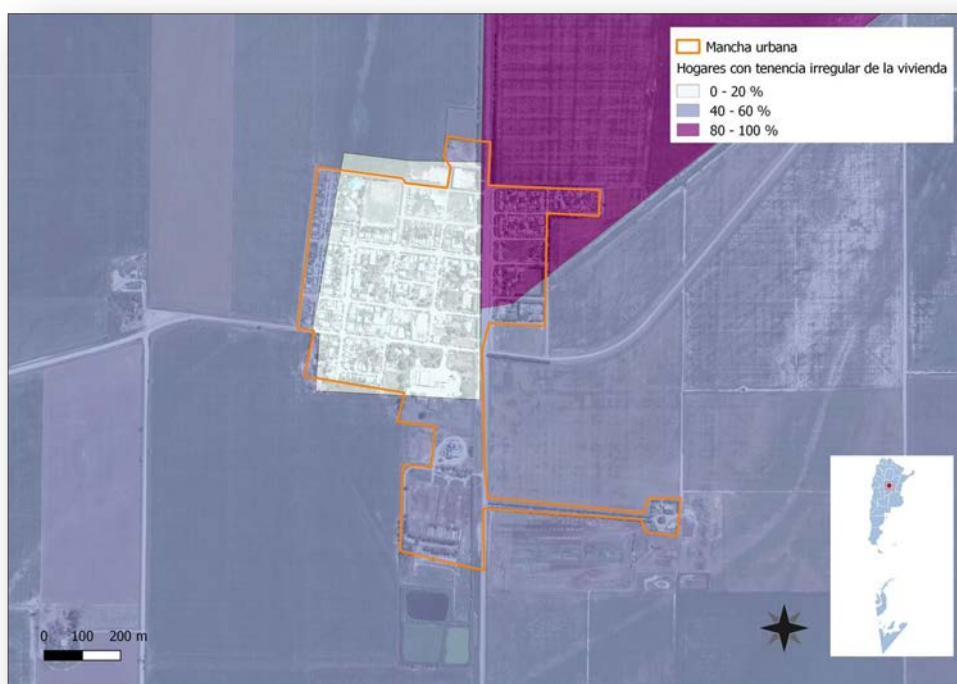 Mancha urbana
Hogares con tenencia irregular de la vivienda
0 - 20 %
40 - 60 %
80 - 100 %
0 100 200 m